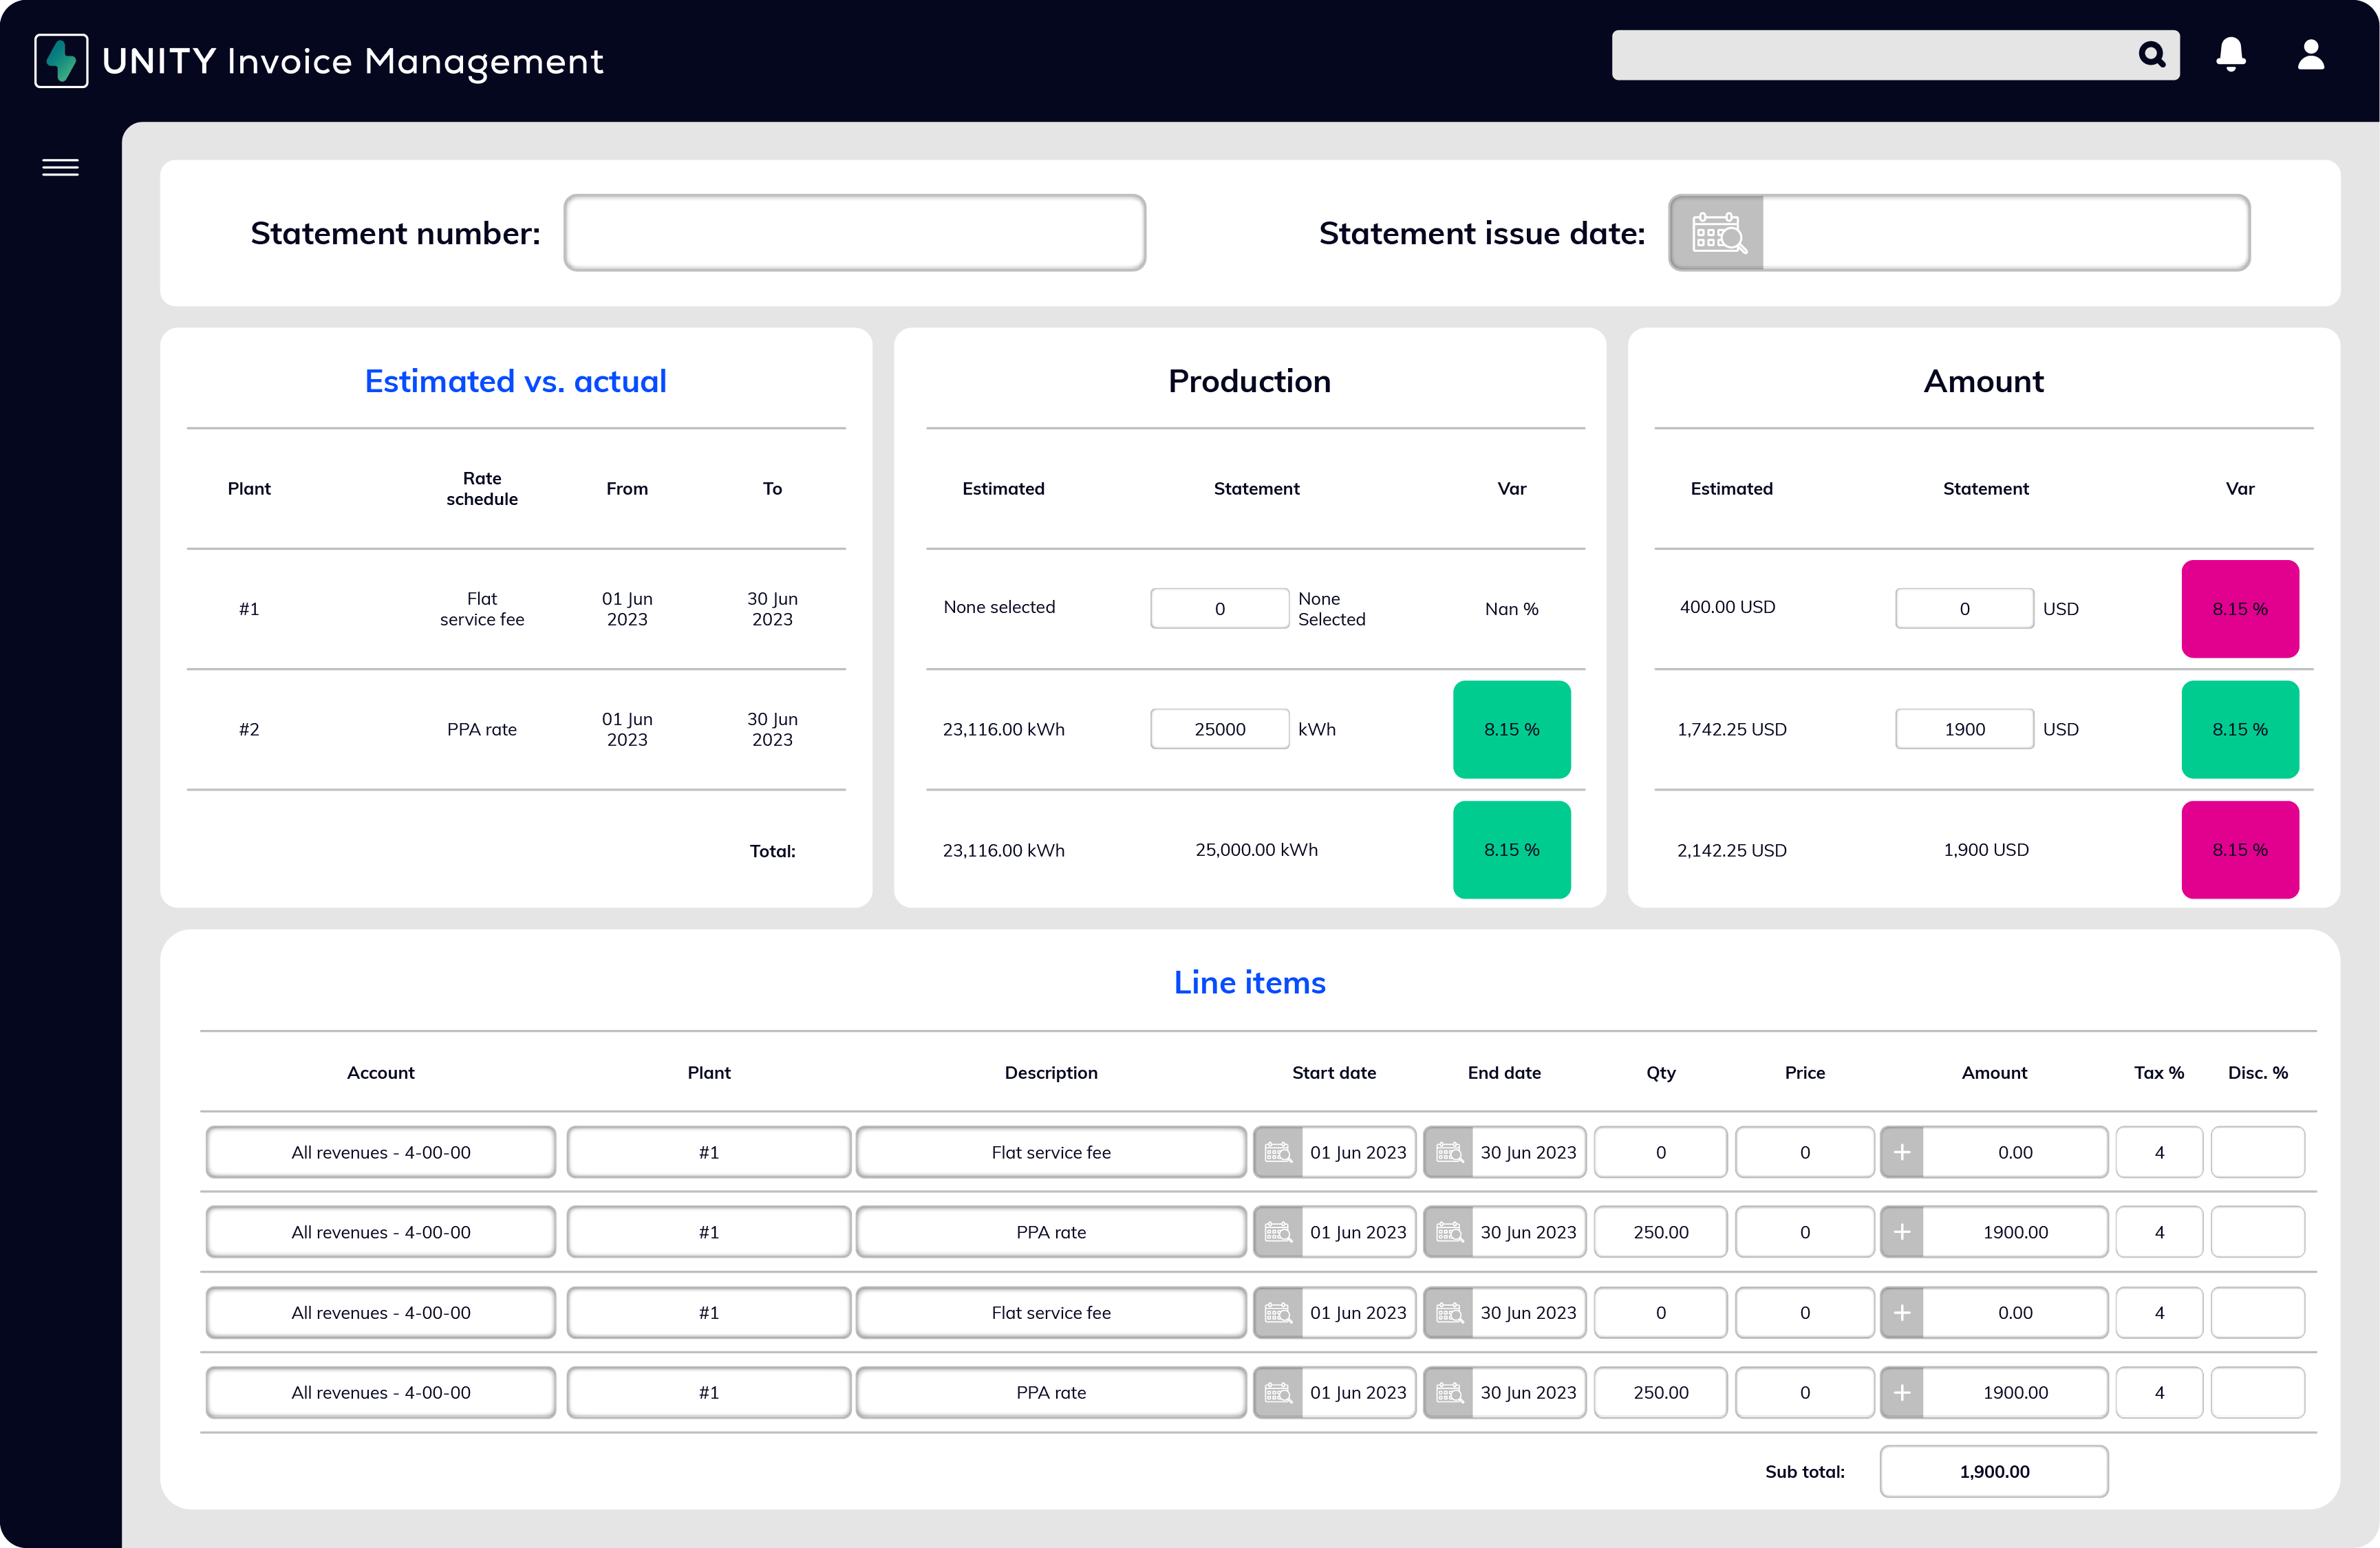 UNITY Invoice Management
Statement number:
Statement issue date:
Estimated vs. actual
Plant
Rate
schedule
From
To
#1
Flat
service fee
01 Jun
2023
30 Jun
2023
#2
PPA rate
01 Jun
2023
30 Jun
2023
Total:
Production
Estimated
Statement
Var
None selected
0
None
Selected
Nan %
23,116.00 kWh
25000
kWh
8.15 %
23,116.00 kWh
25,000.00 kWh
8.15 %
Amount
Estimated
Statement
Var
400.00 USD
0
USD
8.15 %
1,742.25 USD
1900
USD
8.15 %
2,142.25 USD
1,900 USD
8.15 %
Line items
Account Plant Description Start date End date Qty Price Amount Tax % Disc. %
All revenues - 4-00-00 #1 Flat service fee 01 Jun 2023 30 Jun 2023 0 0 + 0.00 4
All revenues - 4-00-00 #1 PPA rate 01 Jun 2023 30 Jun 2023 250.00 0 + 1900.00 4
All revenues - 4-00-00 #1 Flat service fee 01 Jun 2023 30 Jun 2023 0 0 + 0.00 4
All revenues - 4-00-00 #1 PPA rate 01 Jun 2023 30 Jun 2023 250.00 0 + 1900.00 4
Sub total: 1,900.00